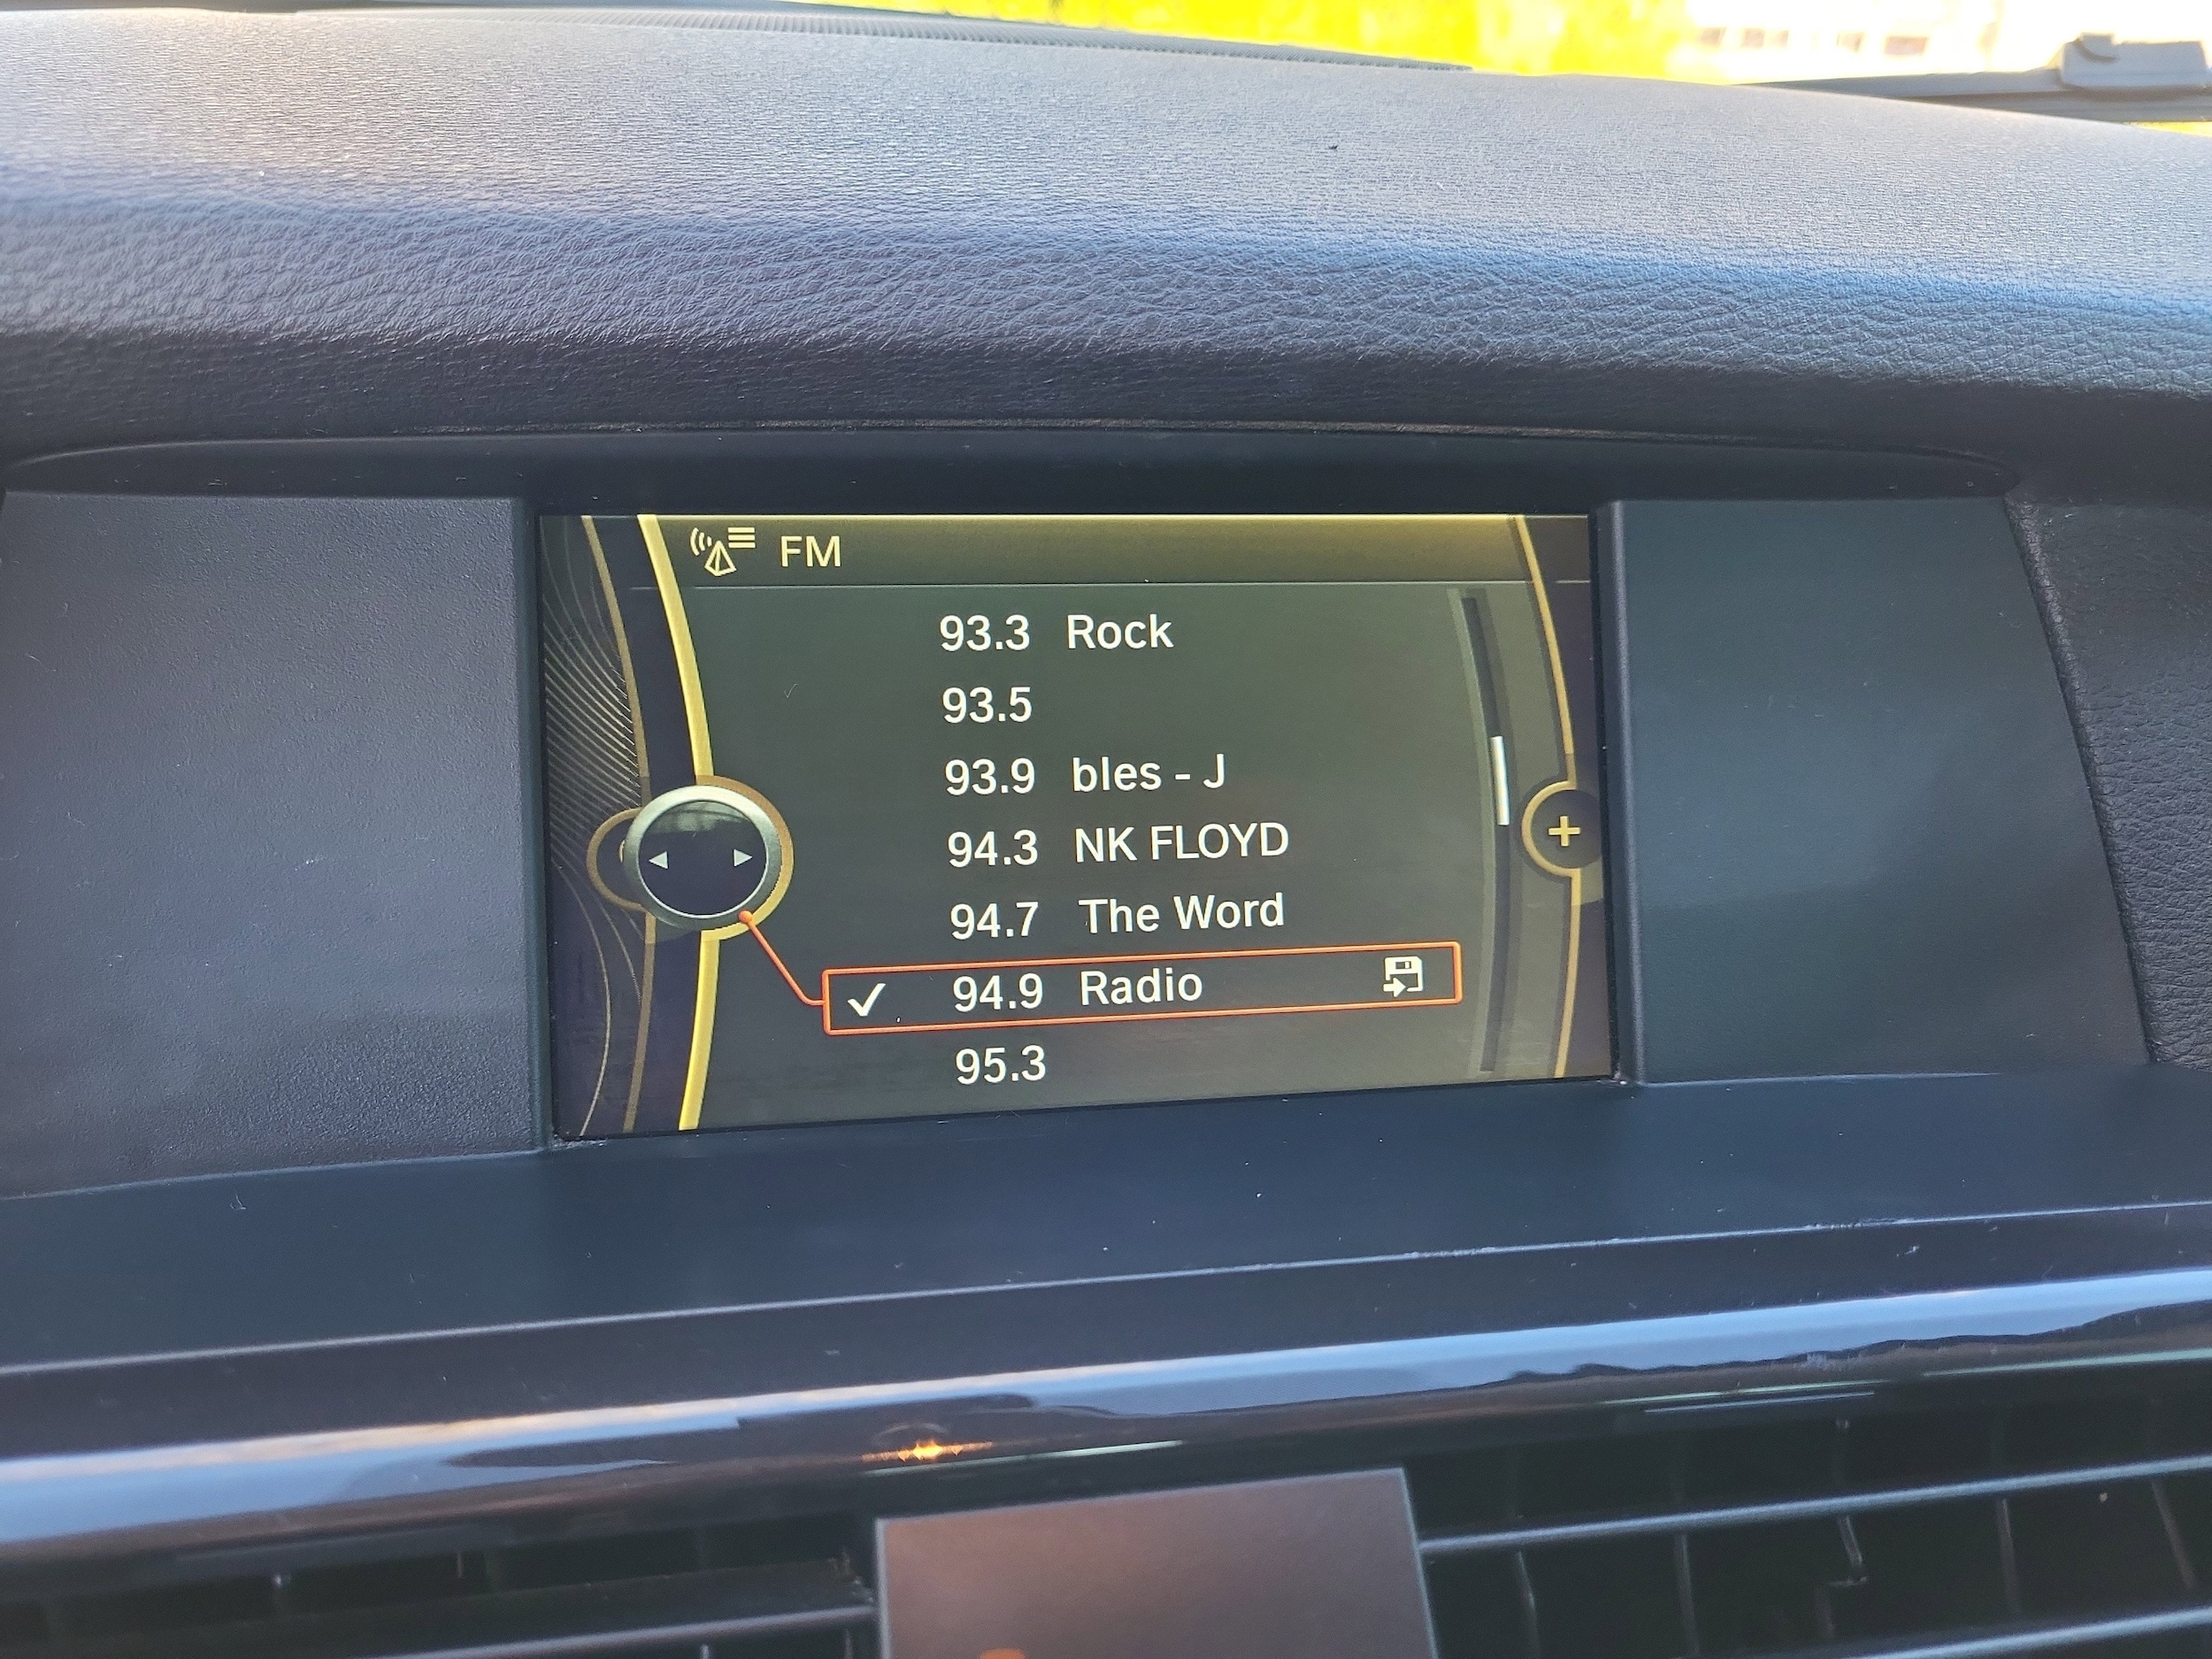 FM
93.3 Rock
93.5
93.9 bles - J
94.3 NK FLOYD
94.7 The Word
94.9 Radio
95.3